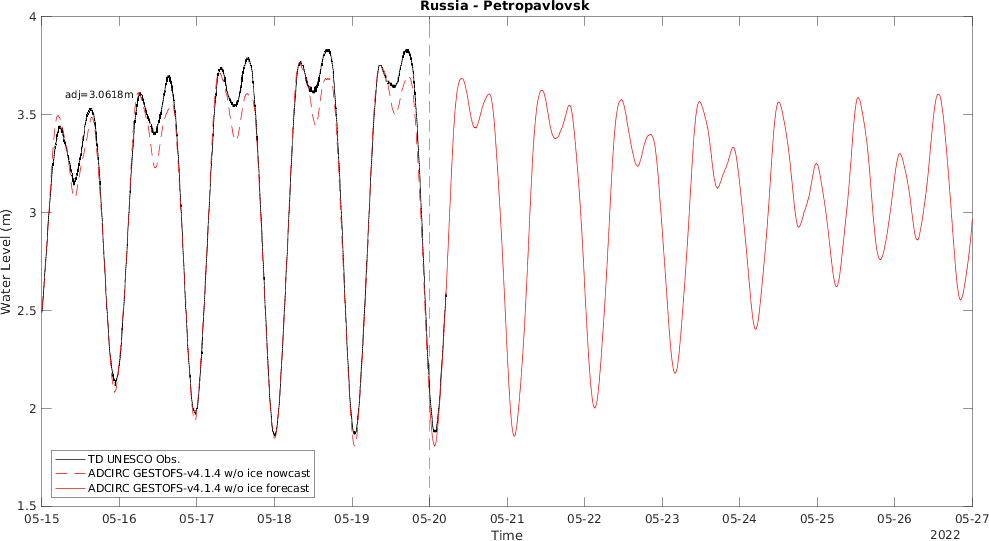 Russia - Petropavlovsk
4
3.5
3
2.5
2
1.5
Water Level (m)
adj=3.0618m
TD UNESCO Obs.
ADCIRC GESTOFS-v4.1.4 w/o ice nowcast
ADCIRC GESTOFS-v4.1.4 w/o ice forecast
05-15 05-16 05-17 05-18 05-19 05-20 05-21 05-22 05-23 05-24 05-25 05-26 05-27
Time
2022